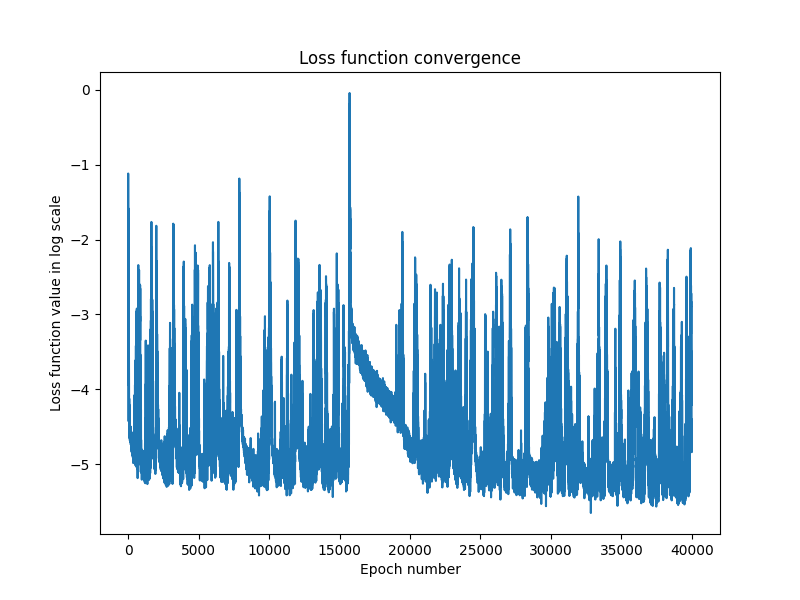 Loss function convergence
Loss function value in log scale
0
−1
−2
−3
−4
−5
0 5000 10000 15000 20000 25000 30000 35000 40000
Epoch number